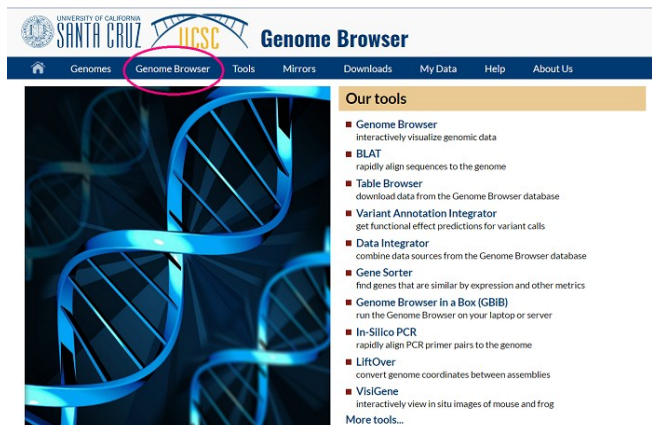 UNIVERSITY OF CALIFORNIA
SANTA CRUZ
UCSC
Genome Browser
Genomes Genome Browser Tools Mirrors Downloads My Data Help About Us
Our tools
Genome Browser
interactively visualize genomic data
BLAT
rapidly align sequences to the genome
Table Browser
download data from the Genome Browser database
Variant Annotation Integrator
get functional effect predictions for variant calls
Data Integrator
combine data sources from the Genome Browser database
Gene Sorter
find genes that are similar by expression and other metrics
Genome Browser in a Box (GBiB)
run the Genome Browser on your laptop or server
In-Silico PCR
rapidly align PCR primer pairs to the genome
LiftOver
convert genome coordinates between assemblies
VisiGene
interactively view in situ images of mouse and frog
More tools...